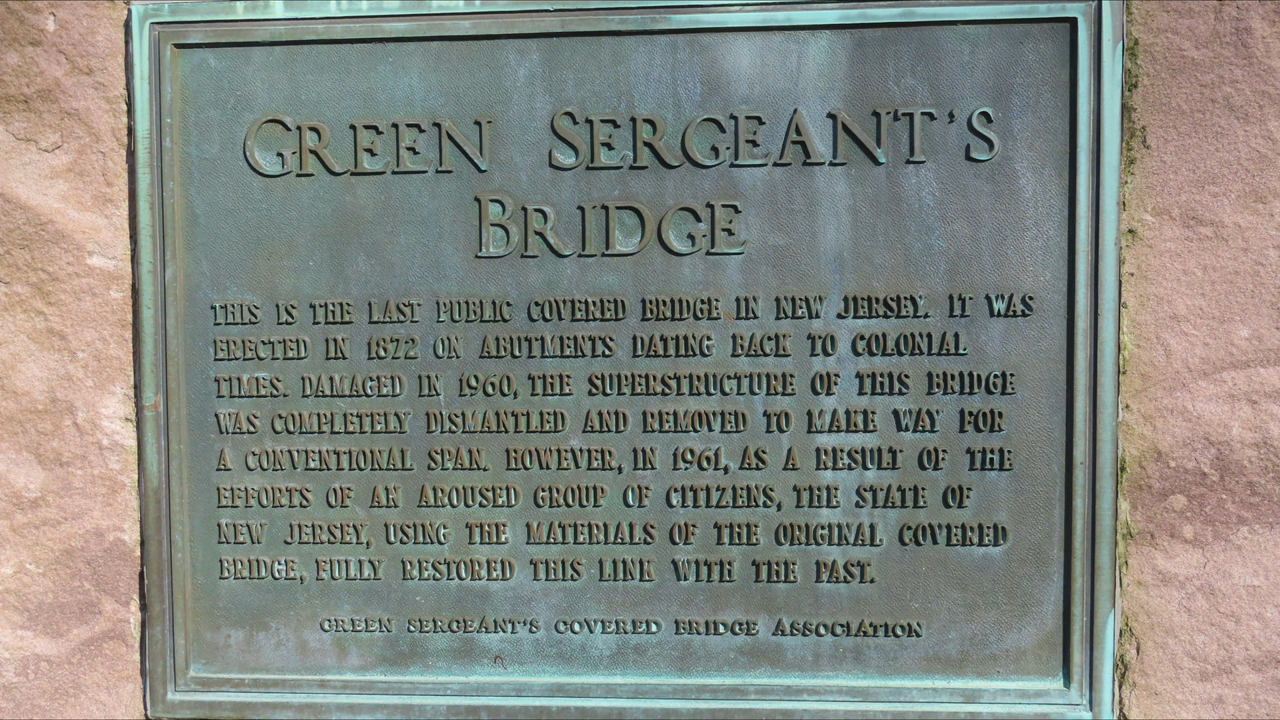 GREEN SERGEANT'S
BRIDGE
THIS IS THE LAST PUBLIC COVERED BRIDGE IN NEW JERSEY. IT WAS
ERECTED IN 1872 ON ABUTMENTS DATING BACK TO COLONIAL
TIMES. DAMAGED IN 1960, THE SUPERSTRUCTURE OF THIS BRIDGE
WAS COMPLETELY DISMANTLED AND REMOVED TO MAKE WAY FOR
A CONVENTIONAL SPAN. HOWEVER, IN 1961, AS A RESULT OF THE
EFFORTS OF AN AROUSED GROUP OF CITIZENS, THE STATE OF
NEW JERSEY, USING THE MATERIALS OF THE ORIGINAL COVERED
BRIDGE, FULLY RESTORED THIS LINK WITH THE PAST.
GREEN SERGEANT'S COVERED BRIDGE ASSOCIATION